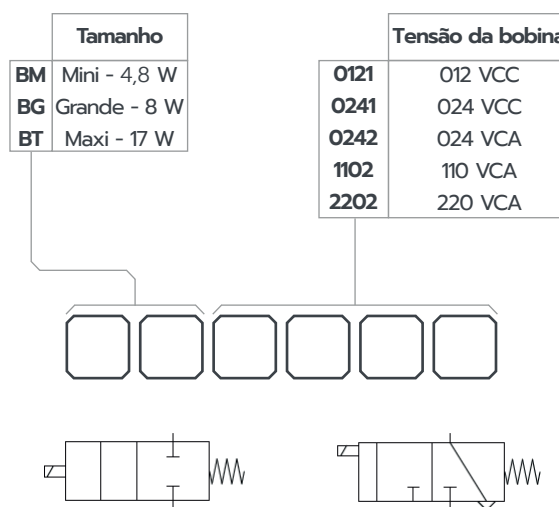 Tamanho
BM Mini - 4,8 W
BG Grande - 8 W
BT Maxi - 17 W
Tensão da bobina
0121 012 VCC
0241 024 VCC
0242 024 VCA
1102 110 VCA
2202 220 VCA